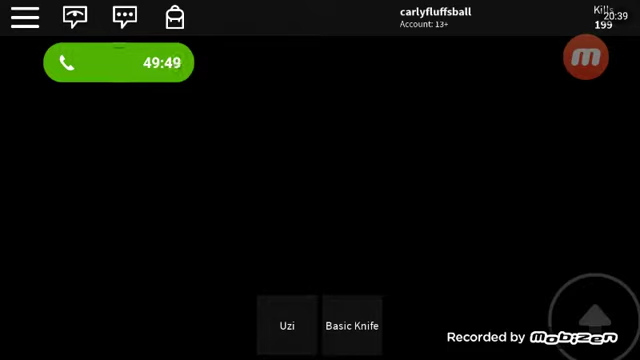 carlyfluffsball
Account: 13+
Kills
20:39
199
49:49
Uzi
Basic Knife
Recorded by mobizen